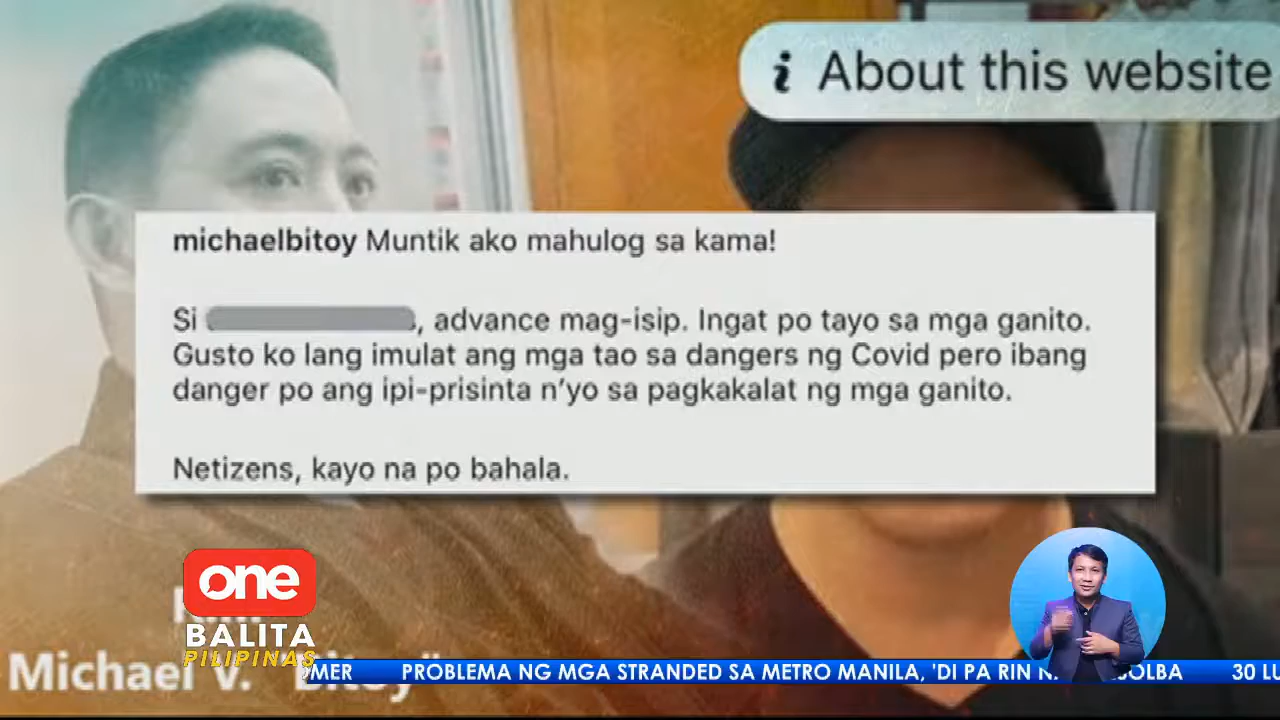 i About this website
michaelbitoy Muntik ako mahulog sa kama!
Si , advance mag-isip. Ingat po tayo sa mga ganito.
Gusto ko lang imulat ang mga tao sa dangers ng Covid pero ibang
danger po ang ipi-prisinta n'yo sa pagkakalat ng mga ganito.
Netizens, kayo na po bahala.
one
BALITA
PILIPINAS
Michael V. "Bitoy"
MER PROBLEMA NG MGA STRANDED SA METRO MANILA, 'DI PA RIN 30